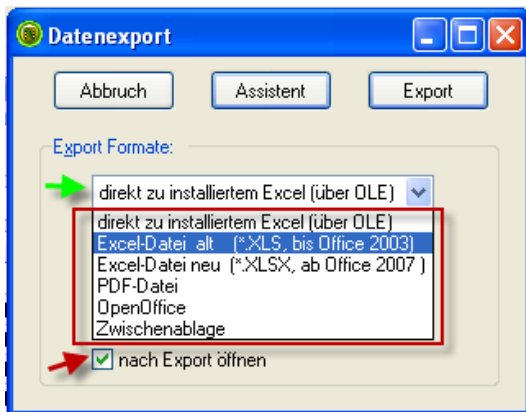 Datenexport
Abbruch Assistent Export
Export Formate:
direkt zu installiertem Excel (über OLE)
direkt zu installiertem Excel (über OLE)
Excel-Datei alt (*.XLS, bis Office 2003)
Excel-Datei neu (*.XLSX, ab Office 2007 )
PDF-Datei
OpenOffice
Zwischenablage
nach Export öffnen